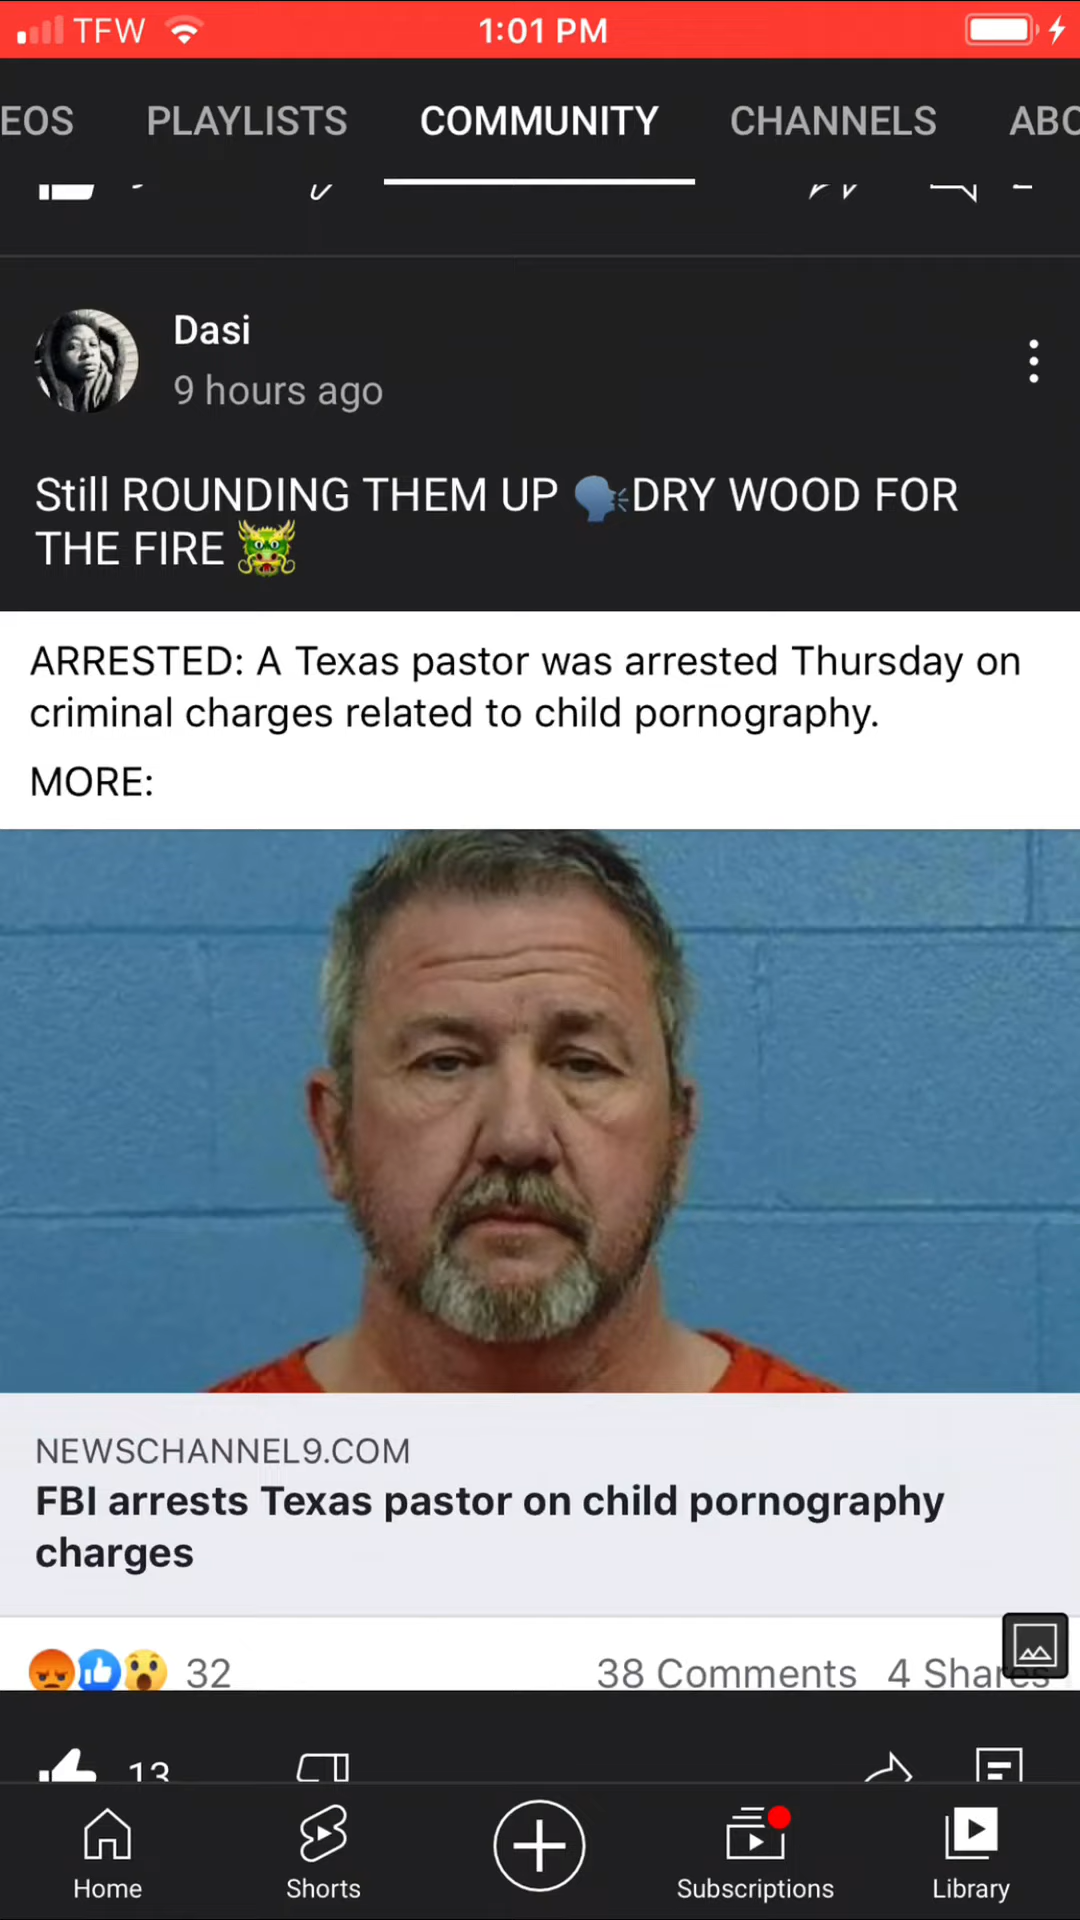 TFW
1:01 PM
EOS
PLAYLISTS
COMMUNITY
CHANNELS
ABO
Dasi
9 hours ago
Still ROUNDING THEM UP 🗣️DRY WOOD FOR
THE FIRE 🐲
ARRESTED: A Texas pastor was arrested Thursday on
criminal charges related to child pornography.
MORE:
NEWSCHANNEL9.COM
FBI arrests Texas pastor on child pornography
charges
32
38 Comments
4 Shares
13
Home
Shorts
Subscriptions
Library